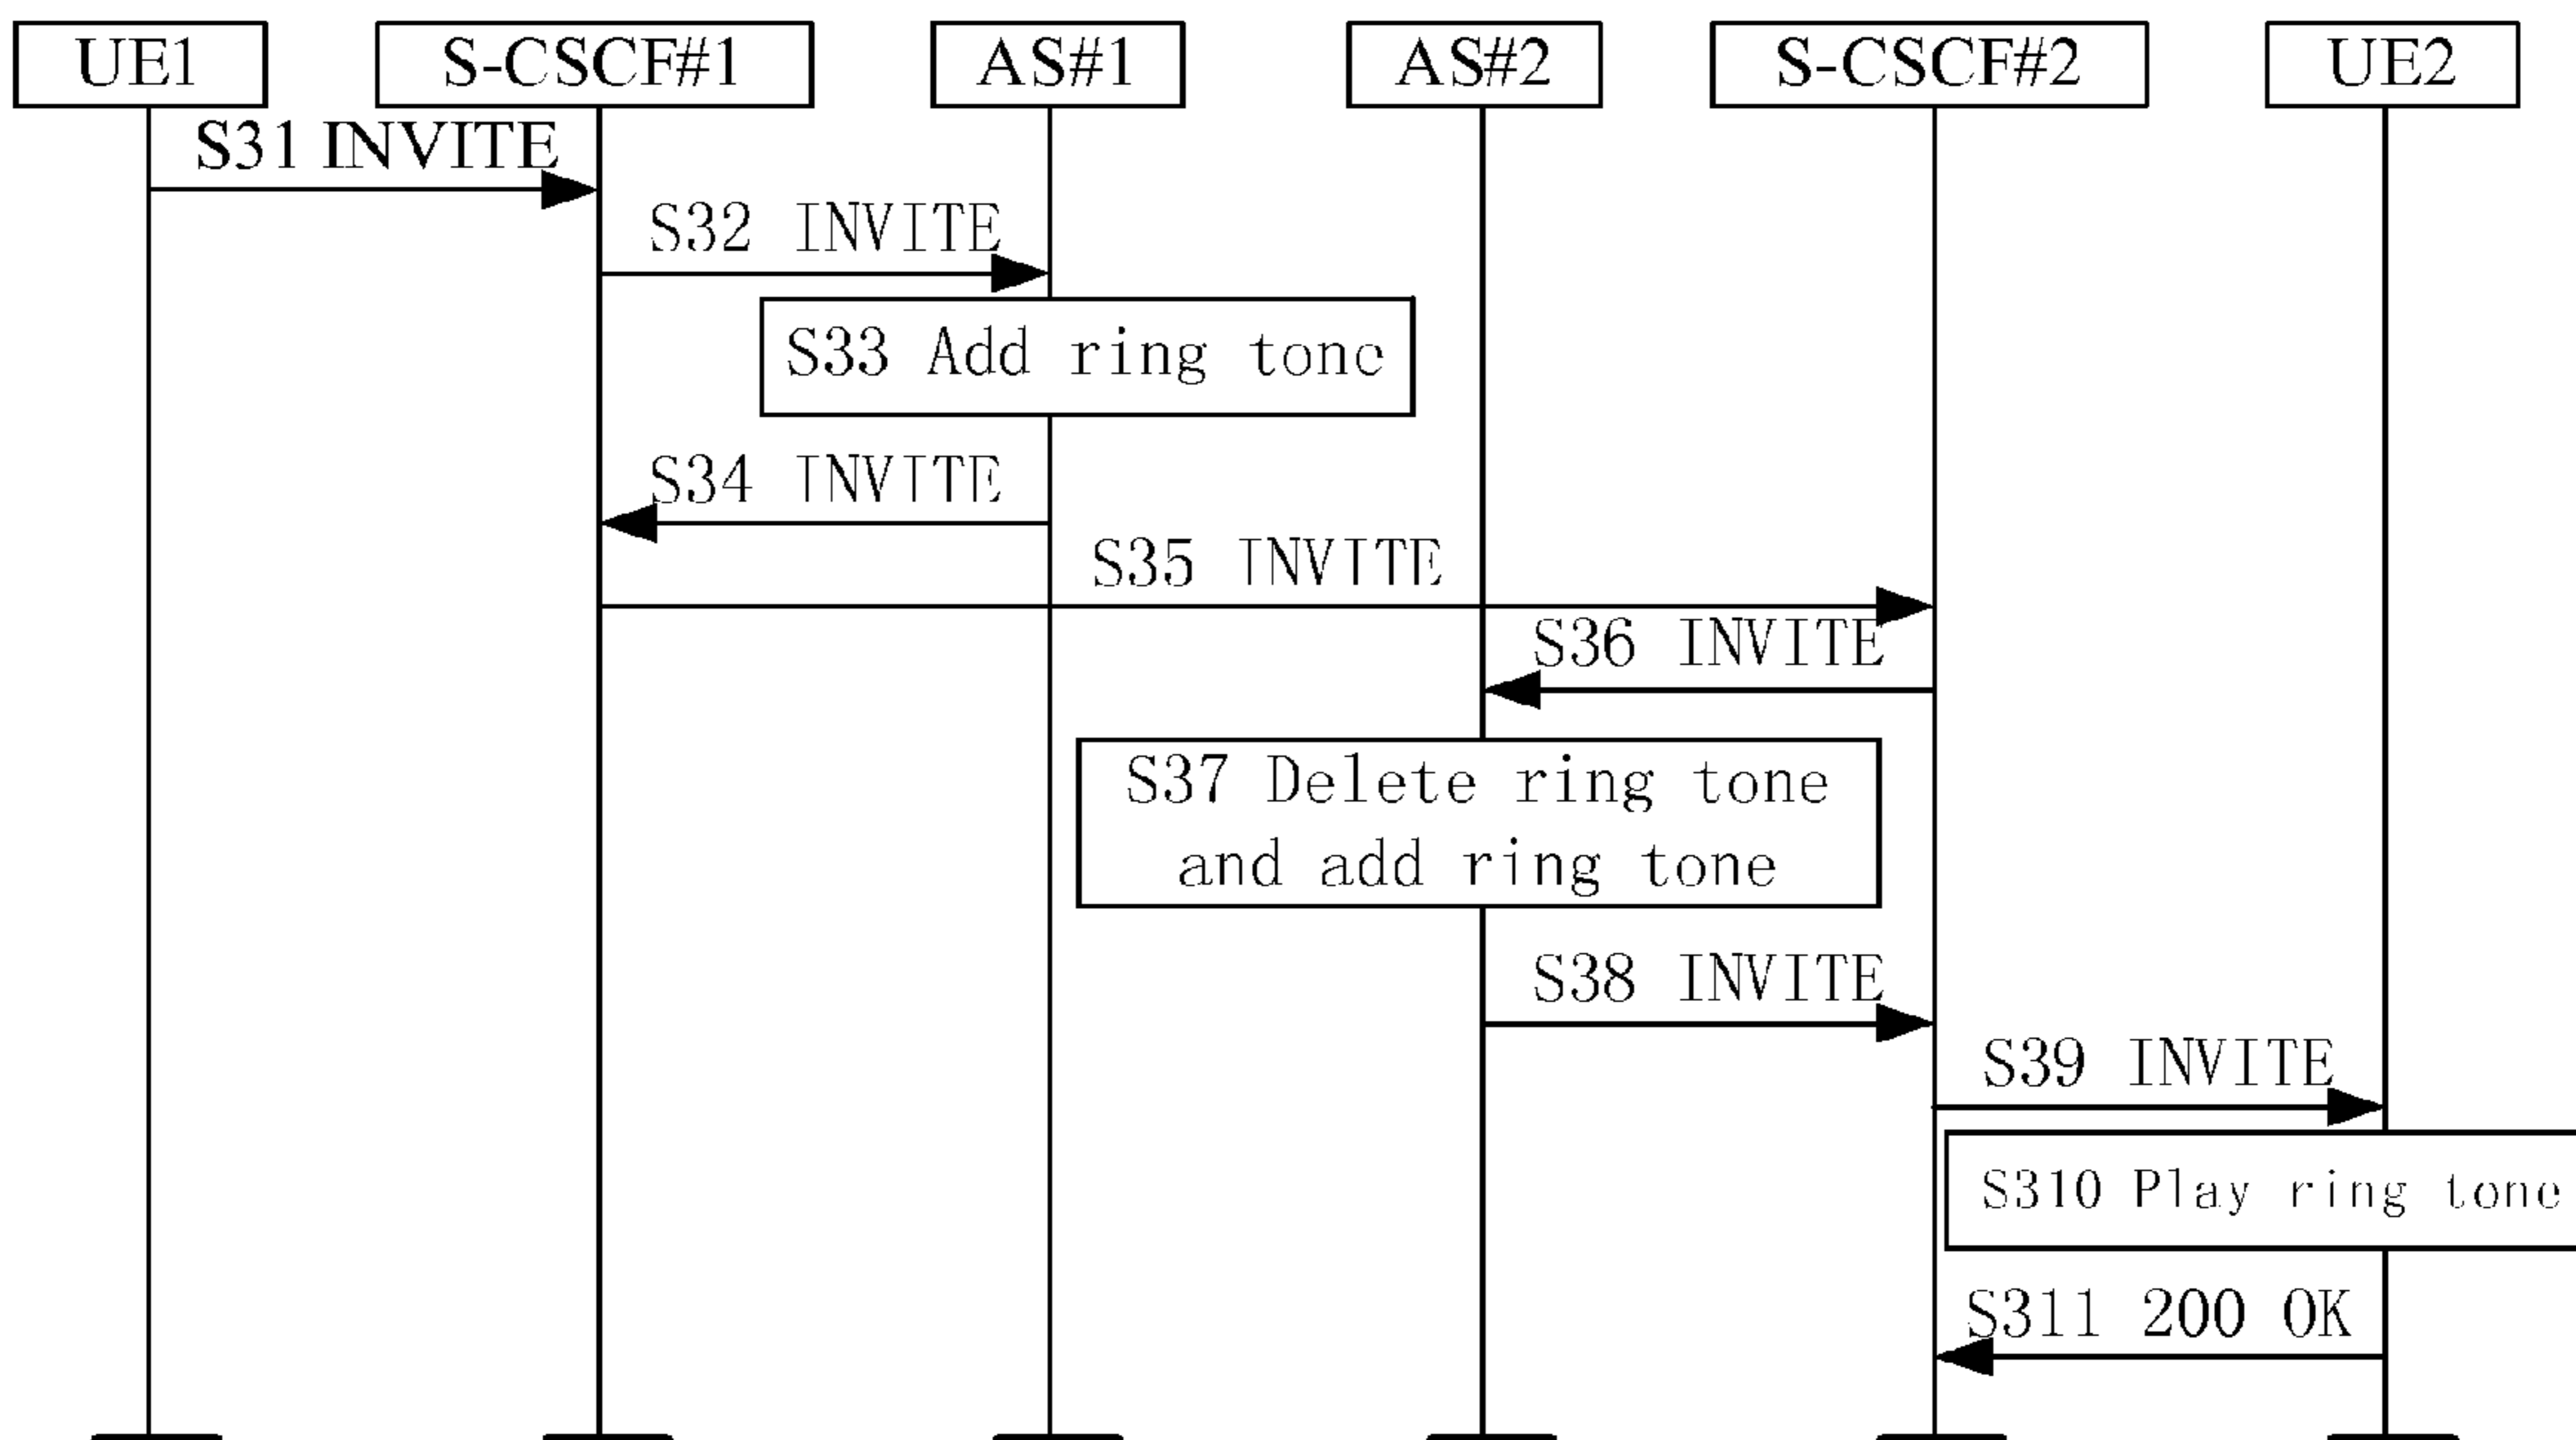 UE1
S-CSCF#1
AS#1
AS#2
S-CSCF#2
UE2
S31 INVITE
S32 INVITE
S33 Add ring tone
S34 INVITE
S35 INVITE
S36 INVITE
S37 Delete ring tone
and add ring tone
S38 INVITE
S39 INVITE
S310 Play ring tone
S311 200 OK